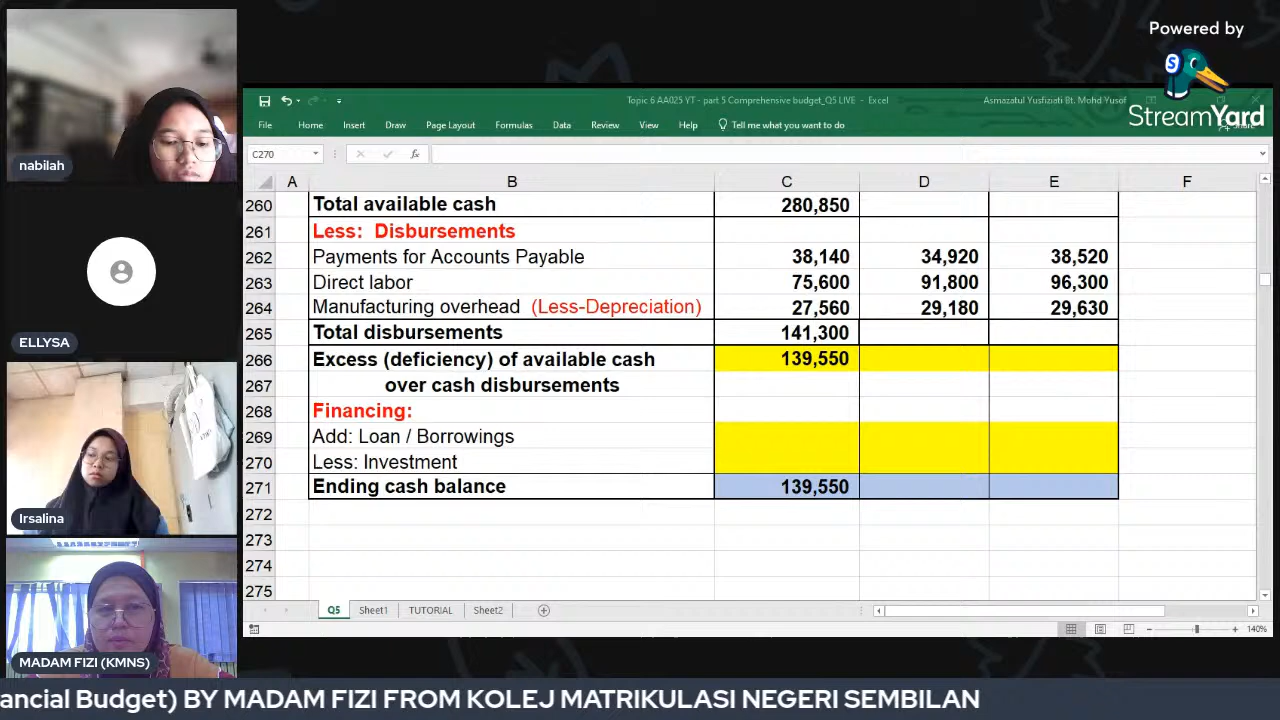 Powered by
StreamYard
nabilah
ELLYSA
Irsalina
MADAM FIZI (KMNS)
Topic 6 AA025 YT - part 5 Comprehensive budget_Q5 LIVE - Excel
Asmazatul Yusfiziati Bt. Mohd Yusof
File Home Insert Draw Page Layout Formulas Data Review View Help Tell me what you want to do
C270 fx
A B C D E F
260 Total available cash 280,850
261 Less: Disbursements
262 Payments for Accounts Payable 38,140 34,920 38,520
263 Direct labor 75,600 91,800 96,300
264 Manufacturing overhead (Less-Depreciation) 27,560 29,180 29,630
265 Total disbursements 141,300
266 Excess (deficiency) of available cash 139,550
267 over cash disbursements
268 Financing:
269 Add: Loan / Borrowings
270 Less: Investment
271 Ending cash balance 139,550
272
273
274
275
Q5 Sheet1 TUTORIAL Sheet2
140%
ancial Budget) BY MADAM FIZI FROM KOLEJ MATRIKULASI NEGERI SEMBILAN